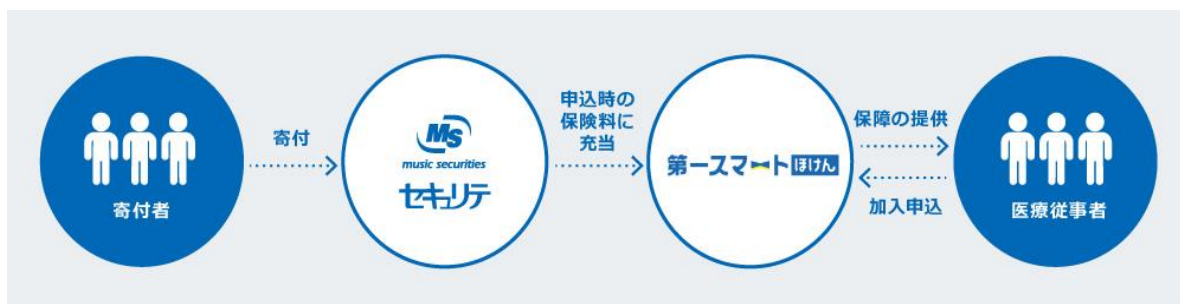 寄付者
寄付
MS
music securities
セキュリテ
申込時の
保険料に
充当
第一スマートほけん
保障の提供
加入申込
医療従事者